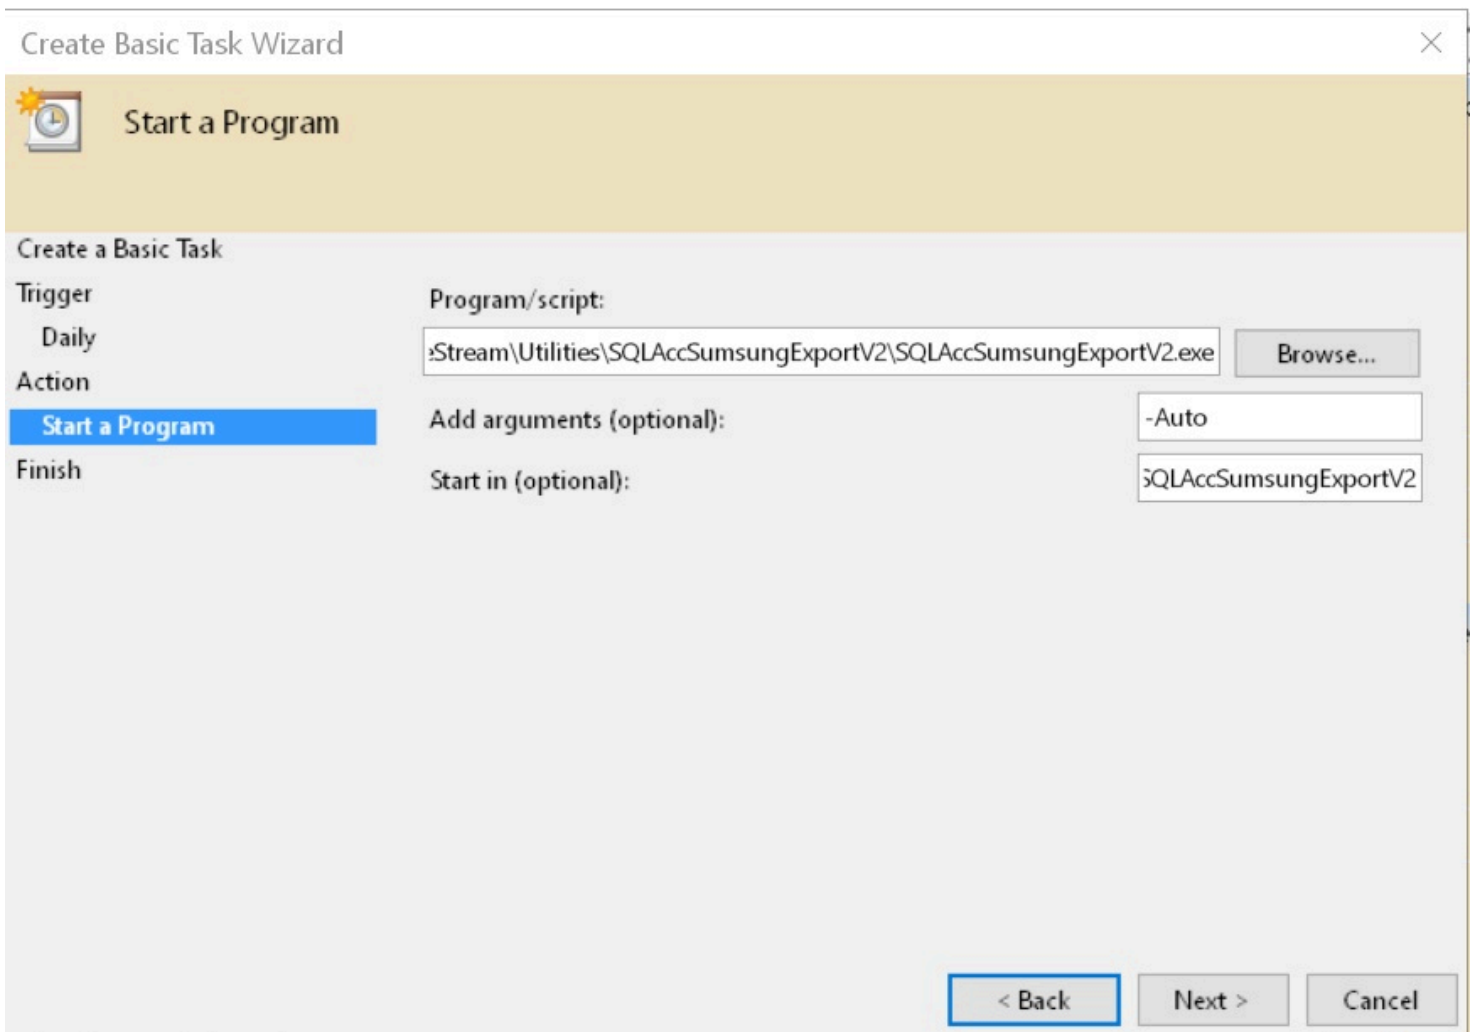 Create Basic Task Wizard
Start a Program
Create a Basic Task
Trigger
Daily
Action
Start a Program
Finish
Program/script:
eStream\Utilities\SQLAccSumsungExportV2\SQLAccSumsungExportV2.exe
Browse...
Add arguments (optional):
-Auto
Start in (optional):
SQLAccSumsungExportV2
< Back
Next >
Cancel